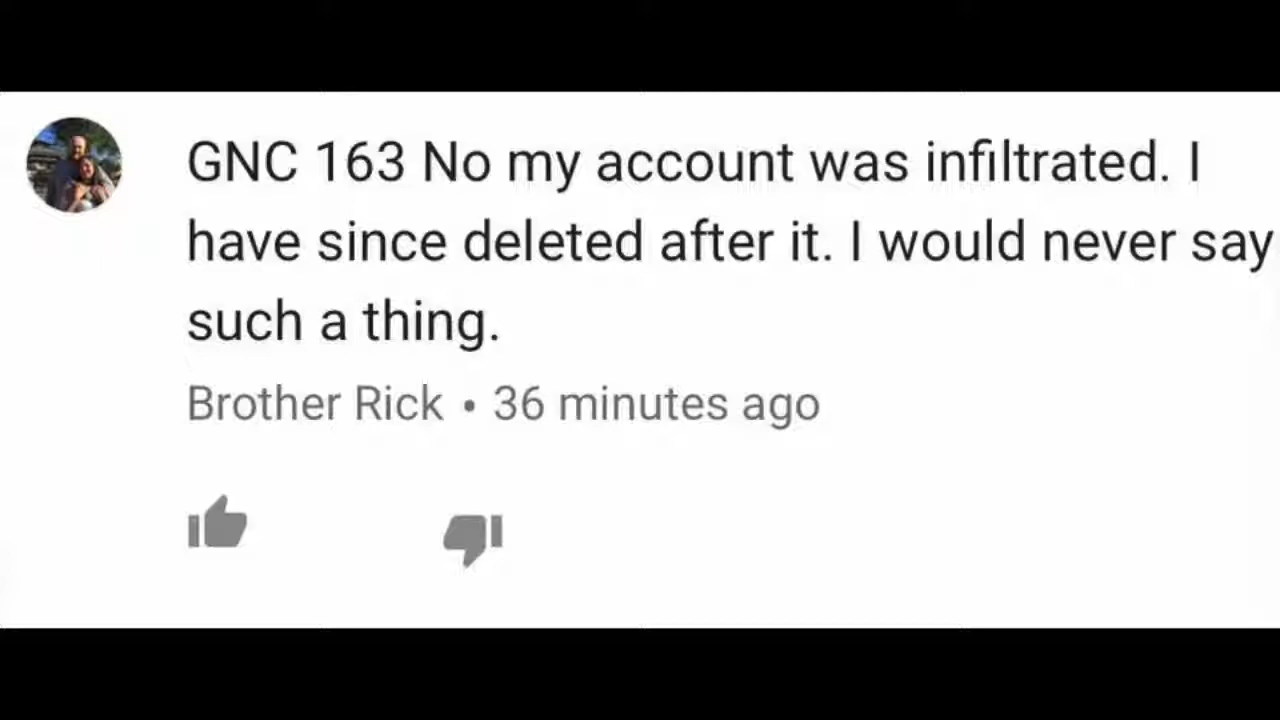 GNC 163 No my account was infiltrated. I
have since deleted after it. I would never say
such a thing.
Brother Rick • 36 minutes ago